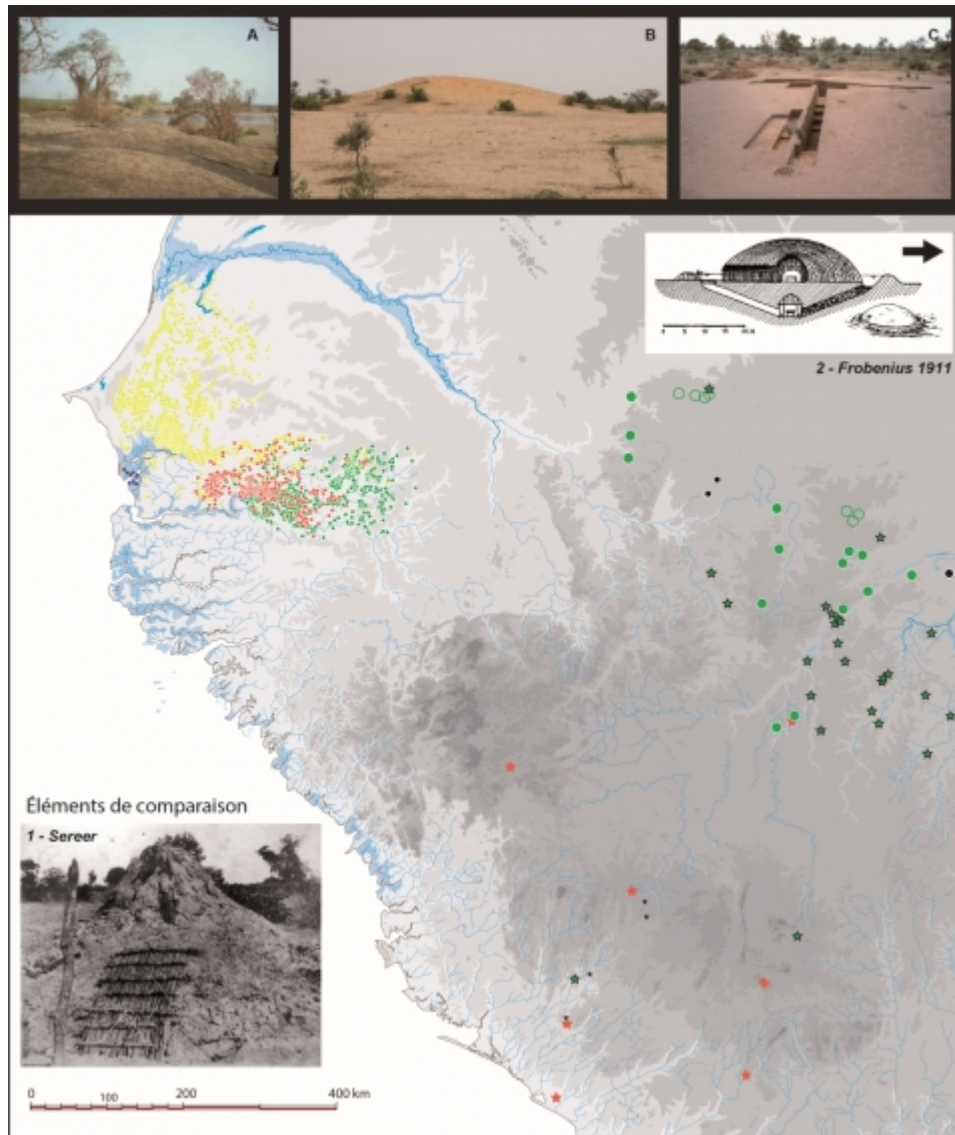 A
B
C
2 - Frobenius 1911
Éléments de comparaison
1 - Sereer
0 100 200 400 km